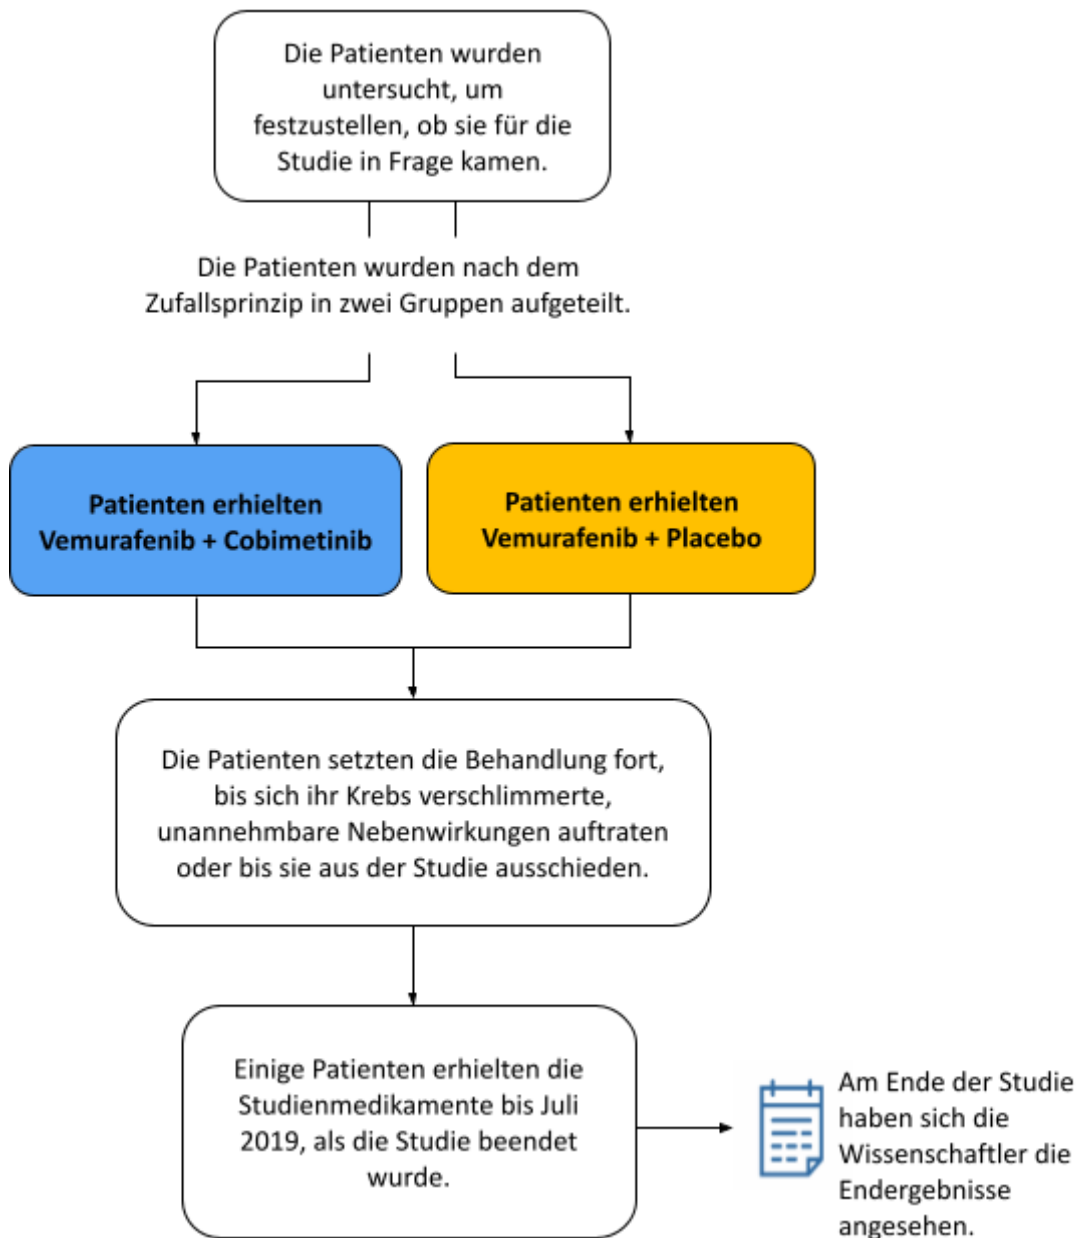 Die Patienten wurden
untersucht, um
festzustellen, ob sie für die
Studie in Frage kamen.
Die Patienten wurden nach dem
Zufallsprinzip in zwei Gruppen aufgeteilt.
Patienten erhielten
Vemurafenib + Cobimetinib
Patienten erhielten
Vemurafenib + Placebo
Die Patienten setzten die Behandlung fort,
bis sich ihr Krebs verschlimmerte,
unannehmbare Nebenwirkungen auftraten
oder bis sie aus der Studie ausschieden.
Einige Patienten erhielten die
Studienmedikamente bis Juli
2019, als die Studie beendet
wurde.
Am Ende der Studie
haben sich die
Wissenschaftler die
Endergebnisse
angesehen.